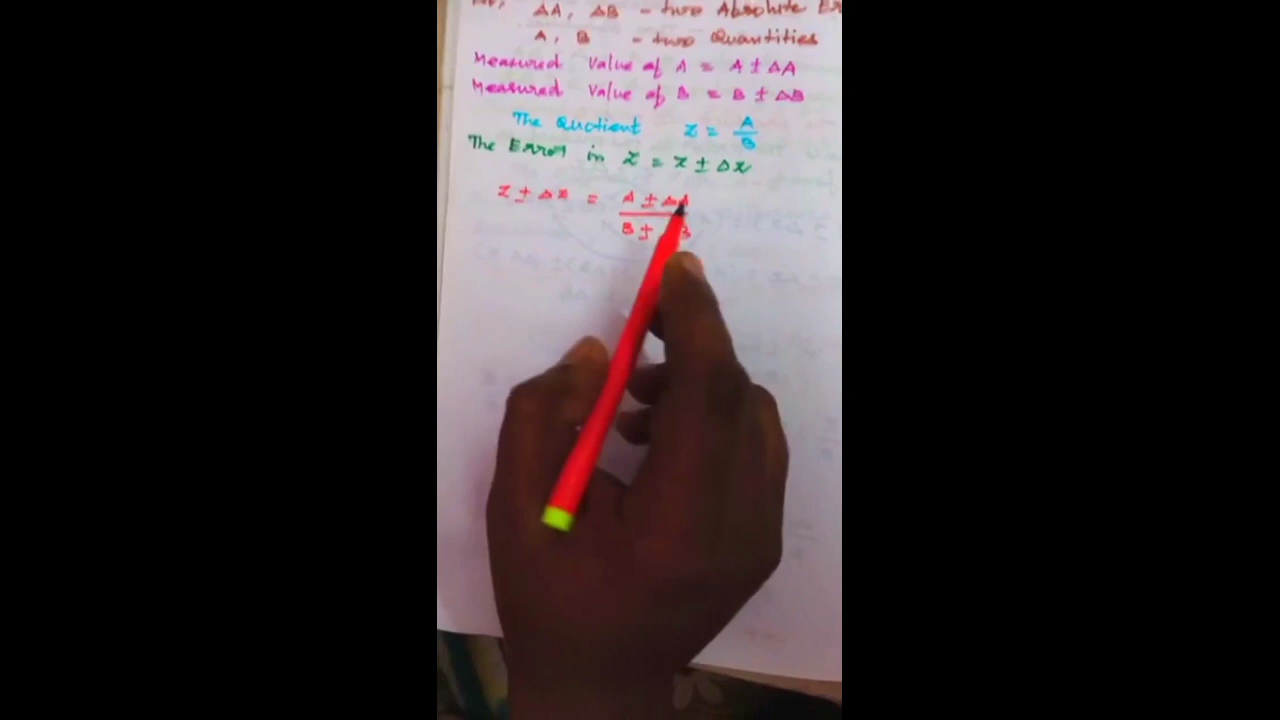 ΔA, ΔB - two Absolute
A, B - two Quantities
Measured Value of A = A ± ΔA
Measured Value of B = B ± ΔB
The Quotient Z = A/B
The Error in Z = Z ± ΔZ
Z ± ΔZ = A ± ΔA / B ± ΔB